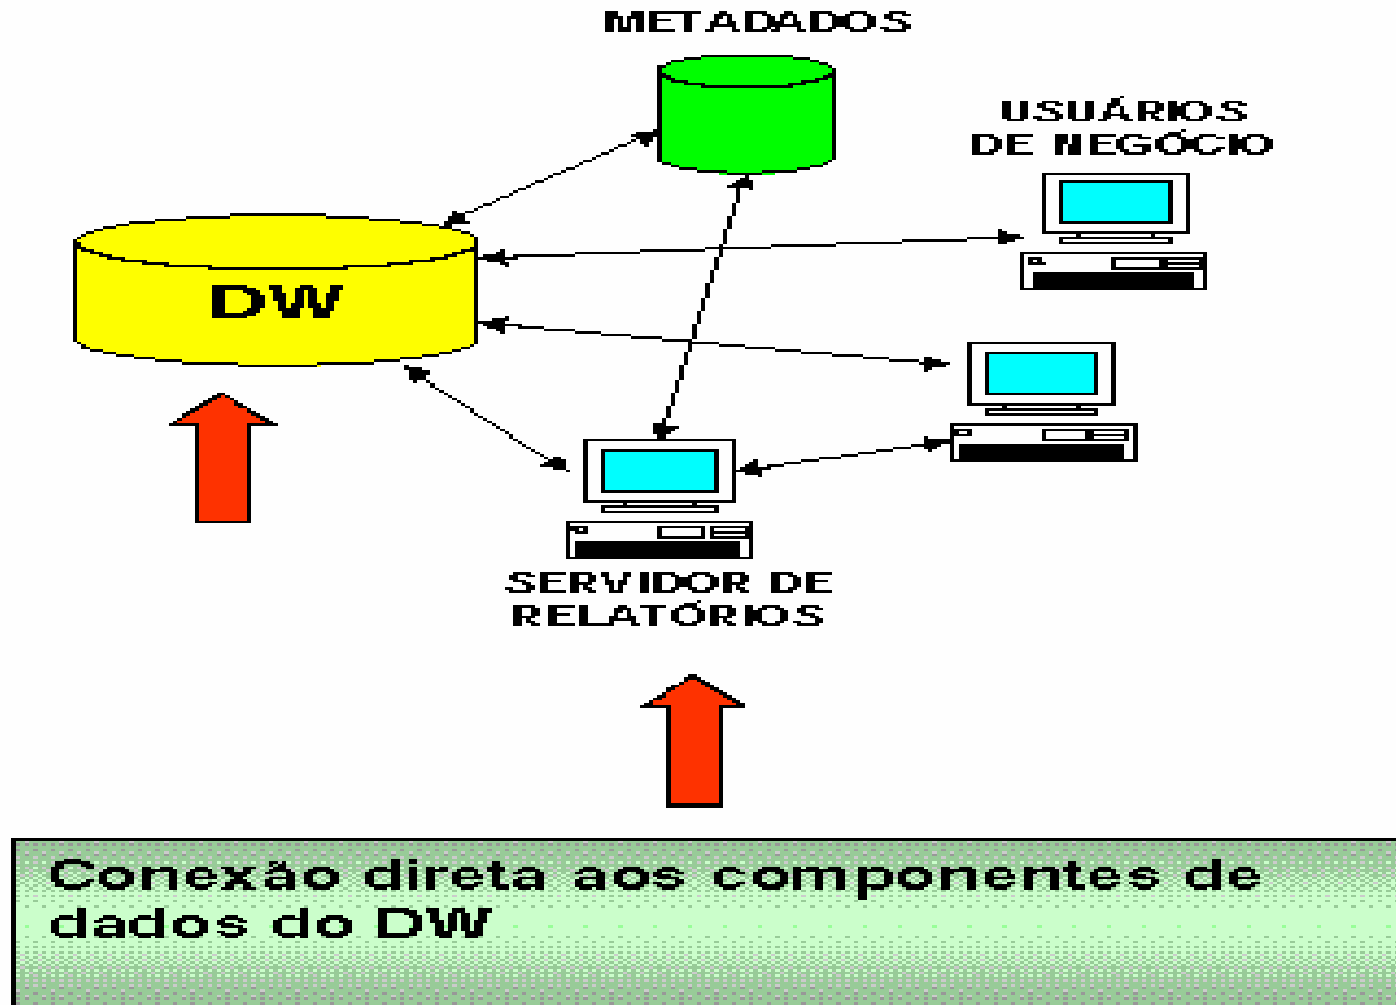 METADADOS
USUÁRIOS
DE NEGÓCIO
DW
SERVIDOR DE
RELATÓRIOS
Conexão direta aos componentes de
dados do DW